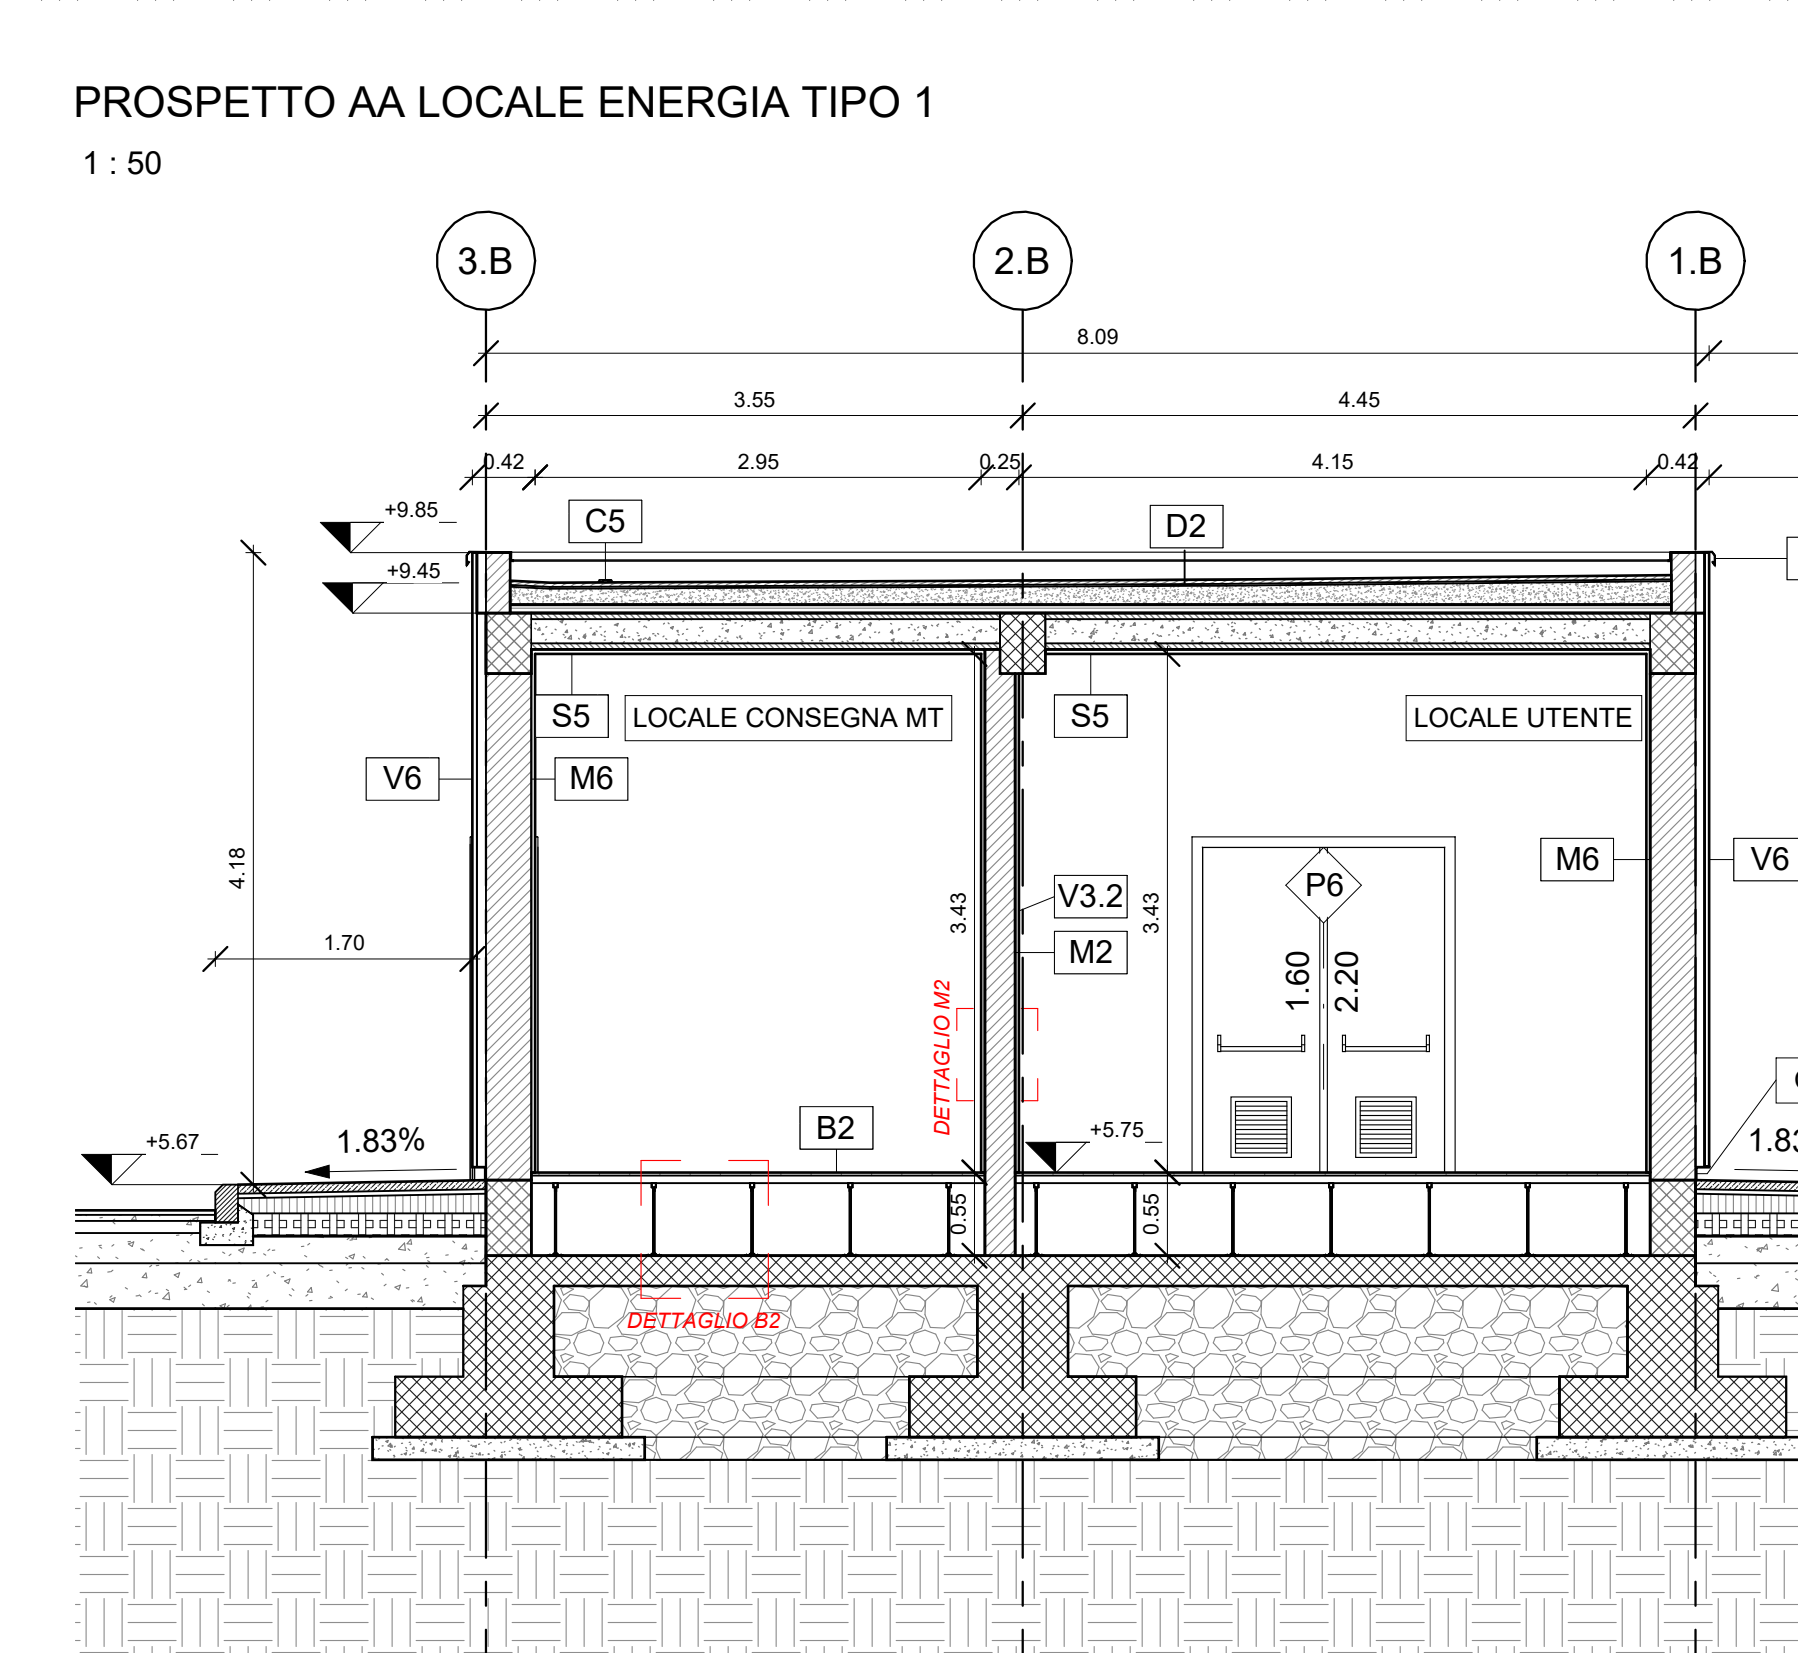 PROSPETTO AA LOCALE ENERGIA TIPO 1
1 : 50
3.B
2.B
1.B
8.09
3.55
4.45
0.42
2.95
0.25
4.15
0.42
+9.85
C5
D2
+9.45
S5
LOCALE CONSEGNA MT
S5
LOCALE UTENTE
V6
M6
M6
V6
4.18
P6
V3.2
3.43
3.43
1.70
M2
1.60
2.20
DETTAGLIO M2
B2
+5.67
1.83%
+5.75
0.55
0.55
DETTAGLIO B2